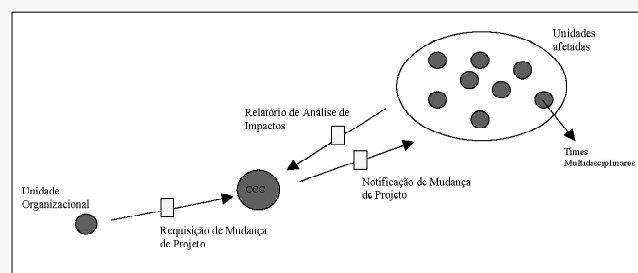 Unidades
afetadas
Relatório de Análise de
Impactos
Times
Multidisciplinares
Notificação de Mudança
de Projeto
CCC
Unidade
Organizacional
Requisição de Mudança
de Projeto